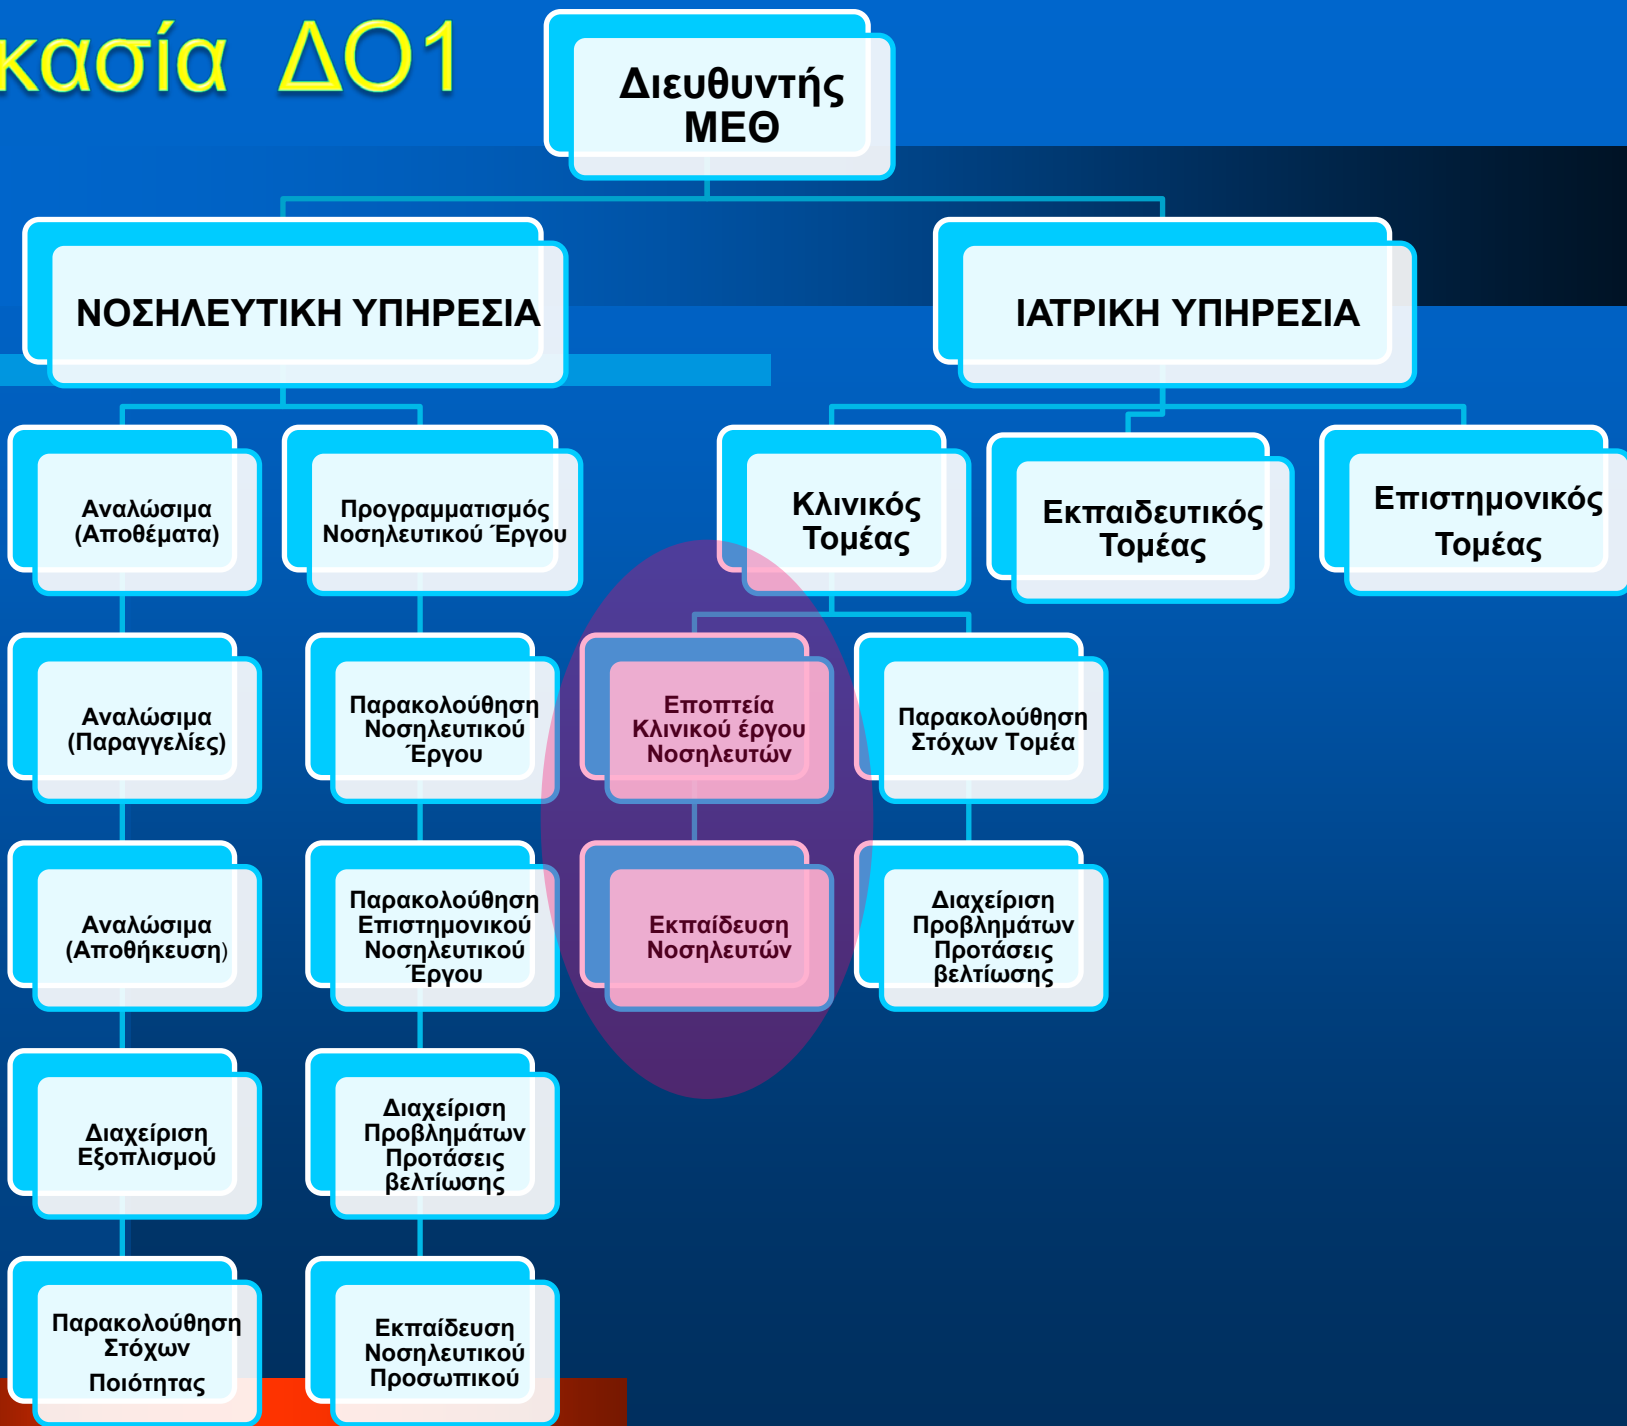 κασία ΔΟ1
Διευθυντής
ΜΕΘ
ΝΟΣΗΛΕΥΤΙΚΗ ΥΠΗΡΕΣΙΑ
ΙΑΤΡΙΚΗ ΥΠΗΡΕΣΙΑ
Αναλώσιμα
(Αποθέματα)
Προγραμματισμός
Νοσηλευτικού Έργου
Κλινικός
Τομέας
Εκπαιδευτικός
Τομέας
Επιστημονικός
Τομέας
Αναλώσιμα
(Παραγγελίες)
Παρακολούθηση
Νοσηλευτικού
Έργου
Εποπτεία
Κλινικού έργου
Νοσηλευτών
Παρακολούθηση
Στόχων Τομέα
Αναλώσιμα
(Αποθήκευση)
Παρακολούθηση
Επιστημονικού
Νοσηλευτικού
Έργου
Εκπαίδευση
Νοσηλευτών
Διαχείριση
Προβλημάτων
Προτάσεις
βελτίωσης
Διαχείριση
Εξοπλισμού
Διαχείριση
Προβλημάτων
Προτάσεις
βελτίωσης
Παρακολούθηση
Στόχων
Ποιότητας
Εκπαίδευση
Νοσηλευτικού
Προσωπικού